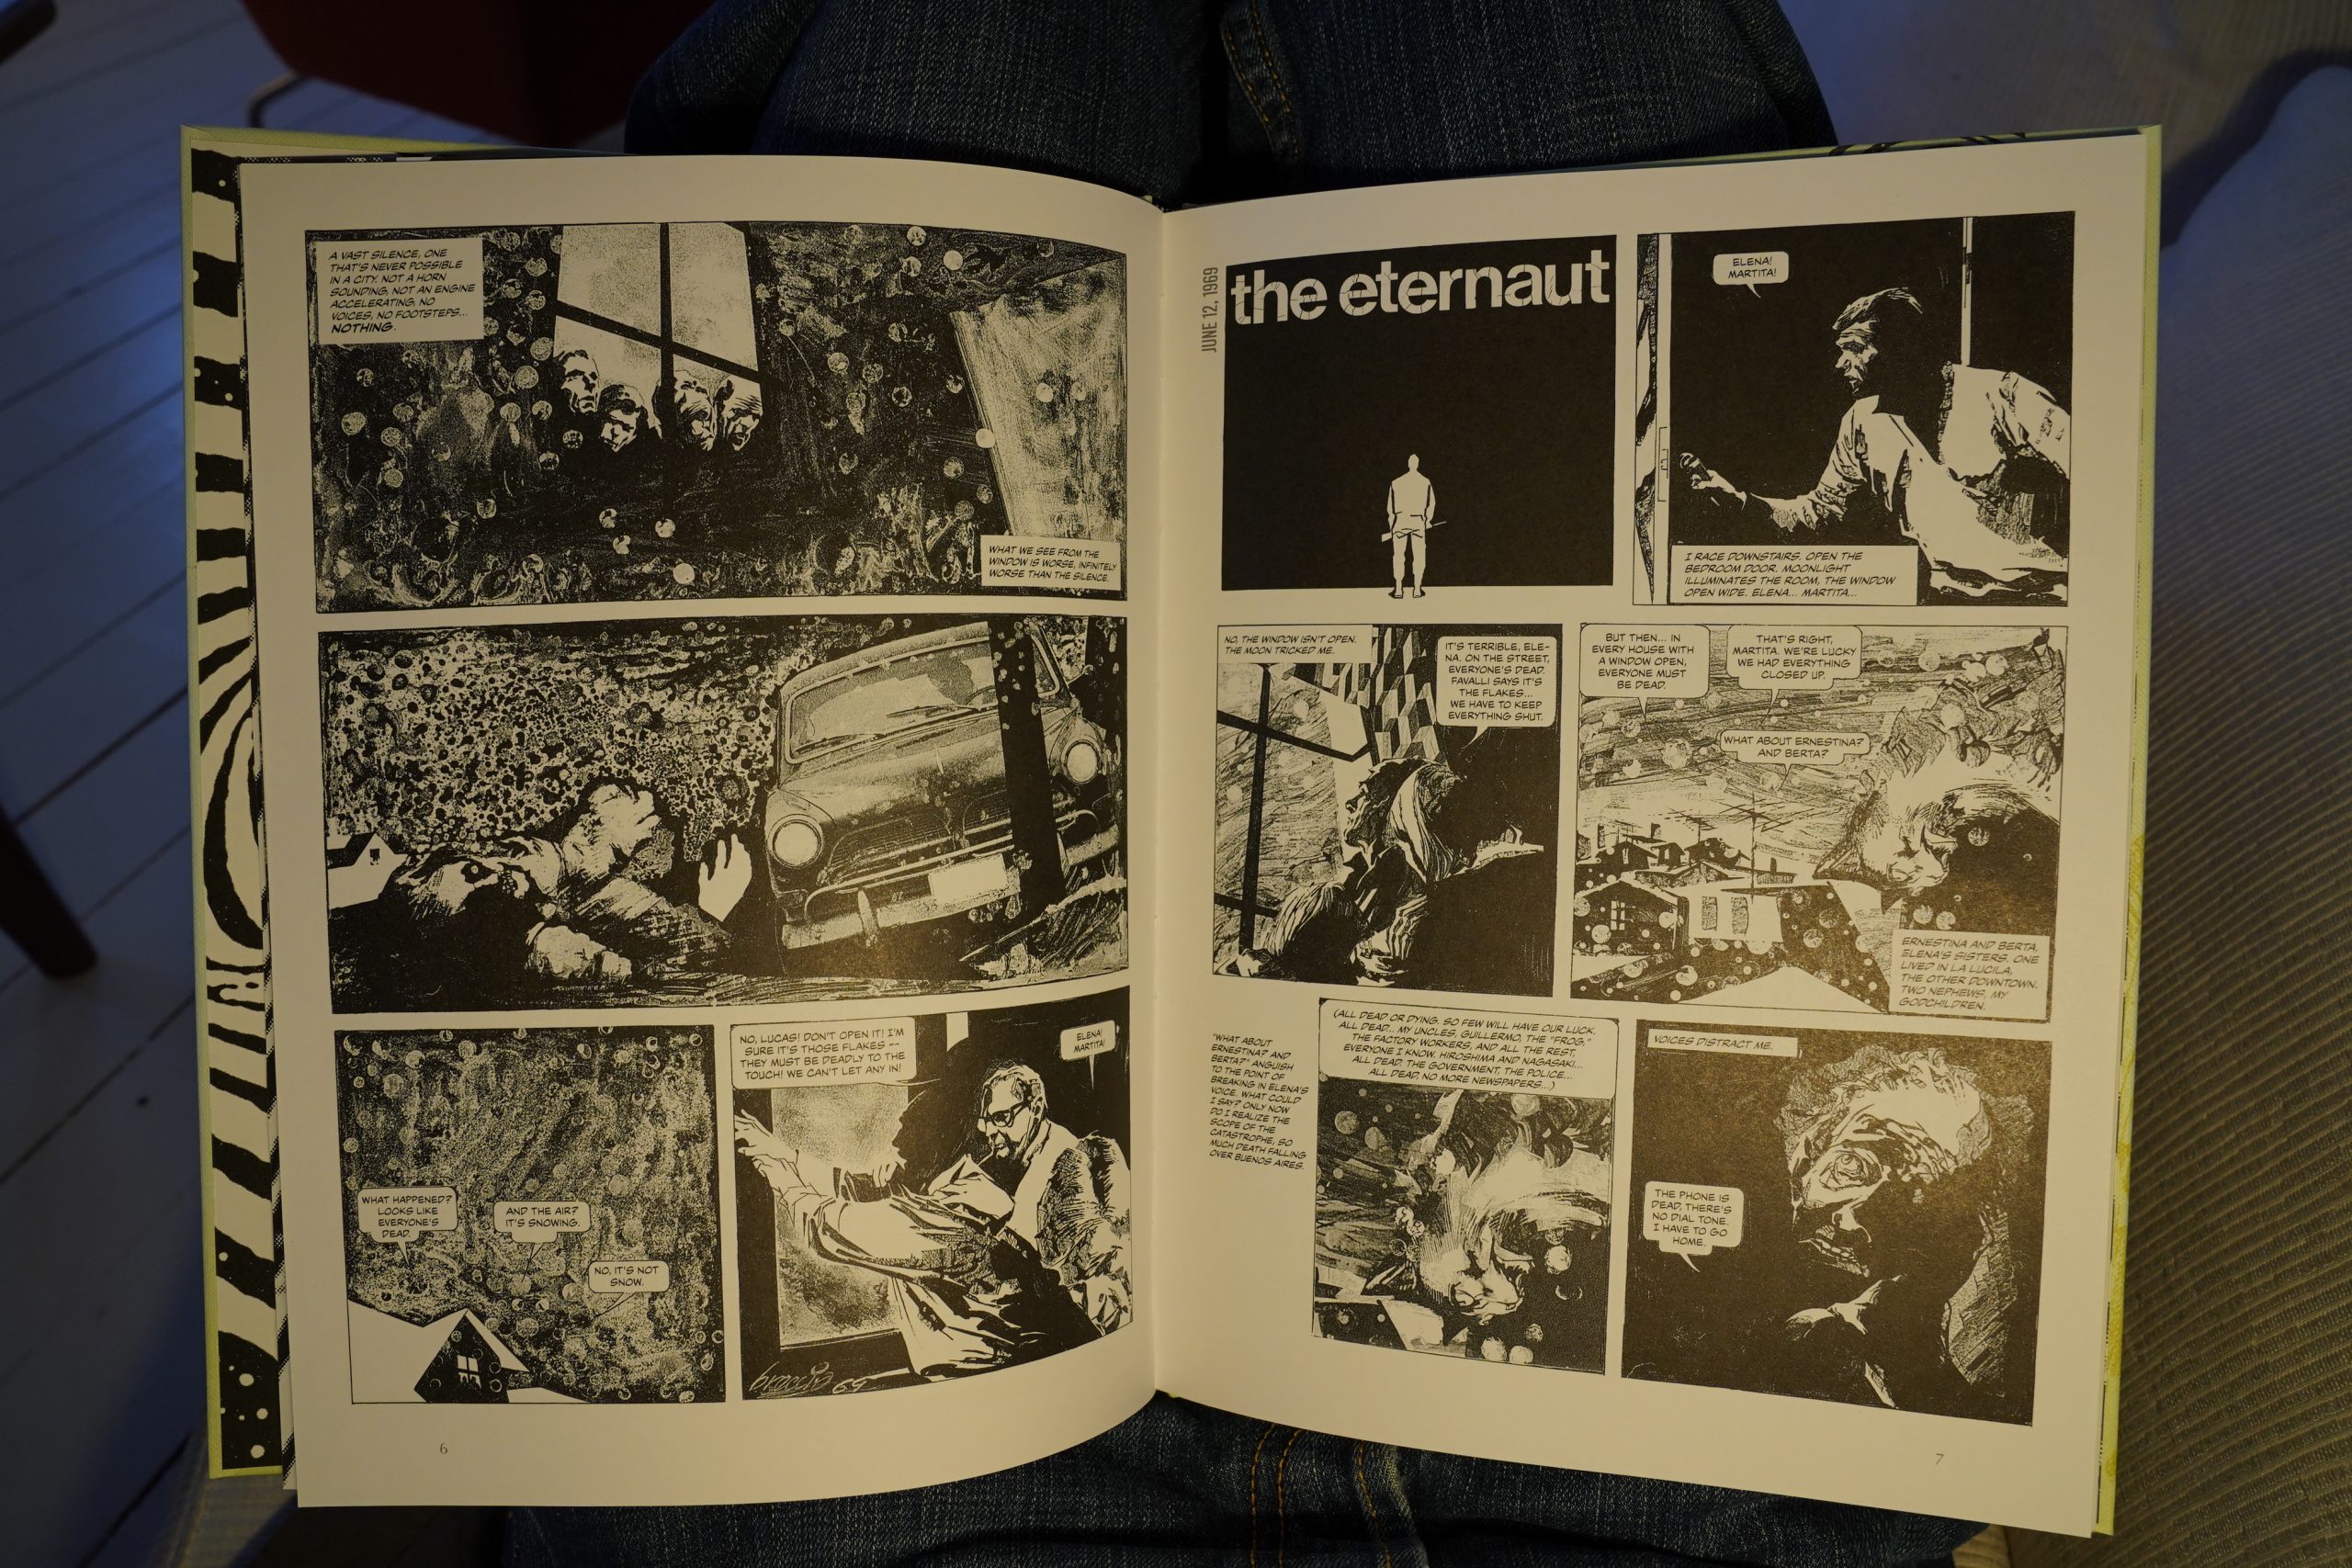 A VAST SILENCE, ONE
THAT'S NEVER POSSIBLE
IN A CITY. NOT A HORN
SOUNDING, NOT AN ENGINE
ACCELERATING, NO
VOICES, NO FOOTSTEPS...
NOTHING.
WHAT WE SEE FROM THE
WINDOW IS WORSE, INFINITELY
WORSE THAN THE SILENCE.
WHAT HAPPENED?
LOOKS LIKE
EVERYONE'S
DEAD.
AND THE AIR?
IT'S SNOWING.
NO, IT'S NOT
SNOW.
NO, LUCAS! DON'T OPEN IT! I'M
SURE IT'S THOSE FLAKES --
THEY MUST BE DEADLY TO THE
TOUCH! WE CAN'T LET ANY IN!
ELENA!
MARTITA!
breccia 69
6
JUNE 12, 1969
the eternaut
ELENA!
MARTITA!
I RACE DOWNSTAIRS. OPEN THE
BEDROOM DOOR. MOONLIGHT
ILLUMINATES THE ROOM, THE WINDOW
OPEN WIDE. ELENA... MARTITA...
NO, THE WINDOW ISN'T OPEN.
THE MOON TRICKED ME.
IT'S TERRIBLE, ELE-
NA. ON THE STREET,
EVERYONE'S DEAD.
FAVALLI SAYS IT'S
THE FLAKES...
WE HAVE TO KEEP
EVERYTHING SHUT.
BUT THEN... IN
EVERY HOUSE WITH
A WINDOW OPEN,
EVERYONE MUST
BE DEAD.
THAT'S RIGHT,
MARTITA. WE'RE LUCKY
WE HAD EVERYTHING
CLOSED UP.
WHAT ABOUT ERNESTINA?
AND BERTA?
ERNESTINA AND BERTA,
ELENA'S SISTERS. ONE
LIVED IN LA LUCILA,
THE OTHER DOWNTOWN.
TWO NEPHEWS, MY
GODCHILDREN.
"WHAT ABOUT
ERNESTINA? AND
BERTA?" ANGUISH
TO THE POINT OF
BREAKING IN ELENA'S
VOICE. WHAT COULD
I SAY? ONLY NOW
DO I REALIZE THE
SCOPE OF THE
CATASTROPHE, SO
MUCH DEATH FALLING
OVER BUENOS AIRES.
(ALL DEAD OR DYING. SO FEW WILL HAVE OUR LUCK.
ALL DEAD... MY UNCLES, GUILLERMO, THE "FROG,"
THE FACTORY WORKERS, AND ALL THE REST,
EVERYONE I KNOW. HIROSHIMA AND NAGASAKI...
ALL DEAD: THE GOVERNMENT, THE POLICE...
ALL DEAD, NO MORE NEWSPAPERS...)
VOICES DISTRACT ME.
THE PHONE IS
DEAD, THERE'S
NO DIAL TONE.
I HAVE TO GO
HOME.
7